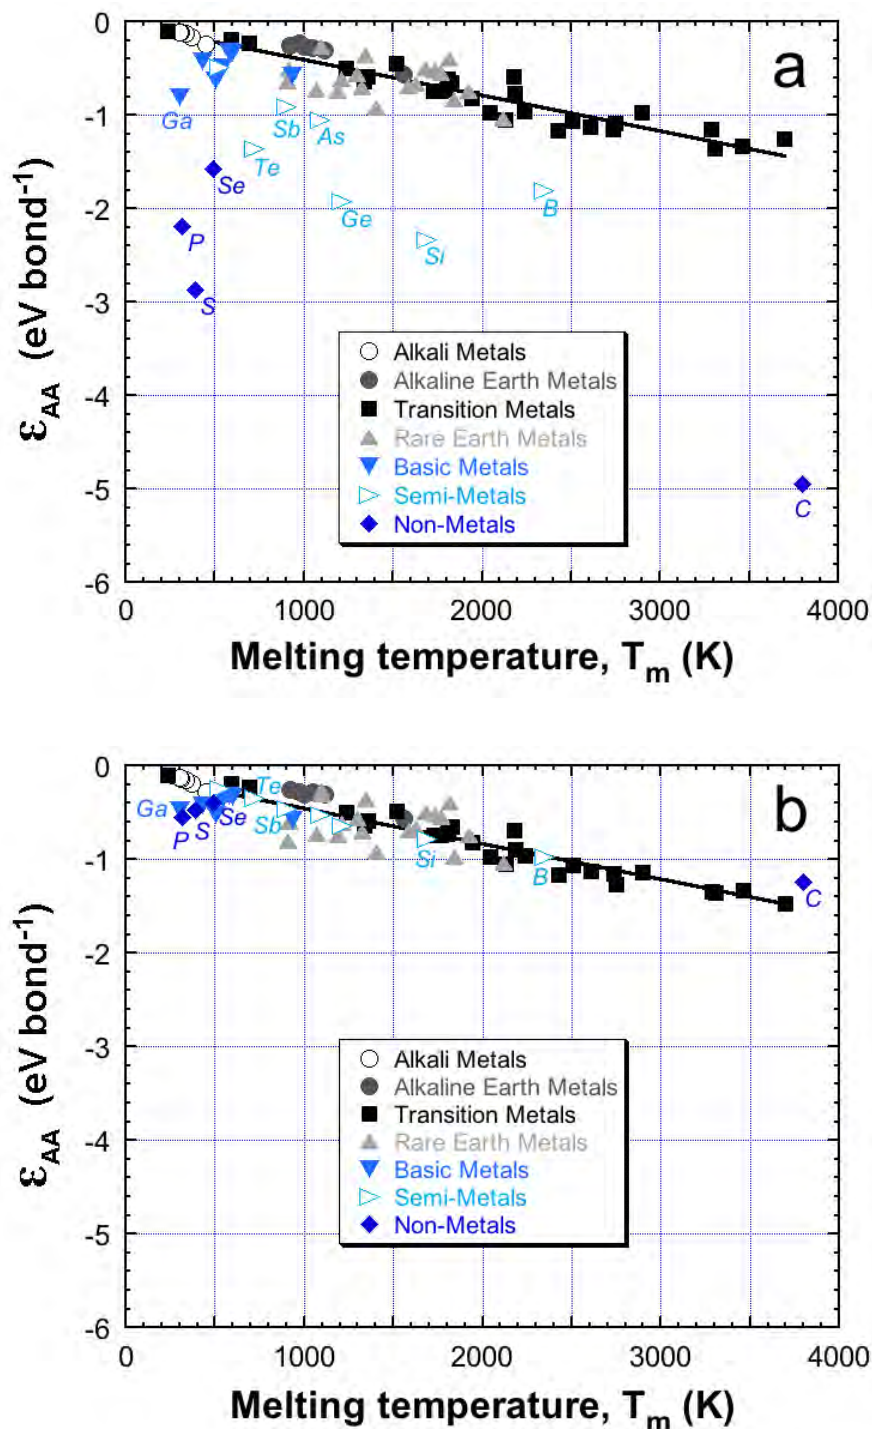 a
0
-1
-2
-3
-4
-5
-6
εAA (eV bond-1)
Ga
Sb
As
Te
Se
Ge
B
P
Si
S
C
Alkali Metals
Alkaline Earth Metals
Transition Metals
Rare Earth Metals
Basic Metals
Semi-Metals
Non-Metals
0 1000 2000 3000 4000
Melting temperature, Tm (K)
b
0
-1
-2
-3
-4
-5
-6
εAA (eV bond-1)
Te
Ga
P
S
Se
Sb
Si
B
C
Alkali Metals
Alkaline Earth Metals
Transition Metals
Rare Earth Metals
Basic Metals
Semi-Metals
Non-Metals
0 1000 2000 3000 4000
Melting temperature, Tm (K)